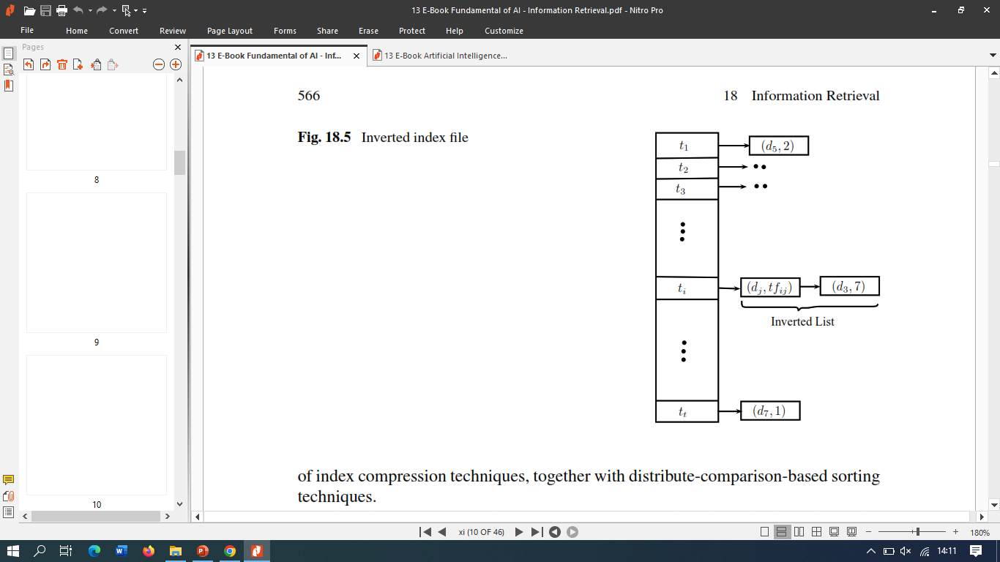 13 E-Book Fundamental of AI - Information Retrieval.pdf - Nitro Pro
File Home Convert Review Page Layout Forms Share Erase Protect Help Customize
Pages
13 E-Book Fundamental of AI - Inf...
13 E-Book Artificial Intelligence...
8
9
10
566
18 Information Retrieval
Fig. 18.5 Inverted index file
t1 (d5, 2)
t2
t3
ti (dj, tfij) (d3, 7)
Inverted List
tt (d7, 1)
of index compression techniques, together with distribute-comparison-based sorting
techniques.
xi (10 OF 46)
180%
14:11